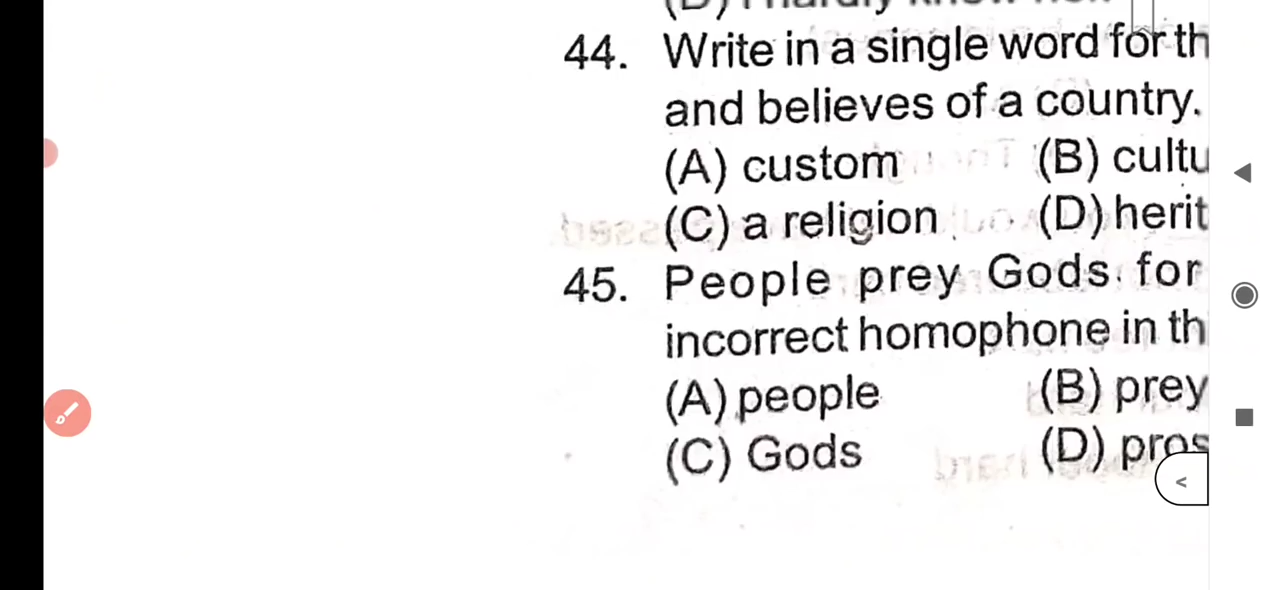 44. Write in a single word for th
and believes of a country.
(A) custom (B) cultu
(C) a religion (D) herit
45. People prey Gods for
incorrect homophone in th
(A) people (B) prey
(C) Gods (D) pros